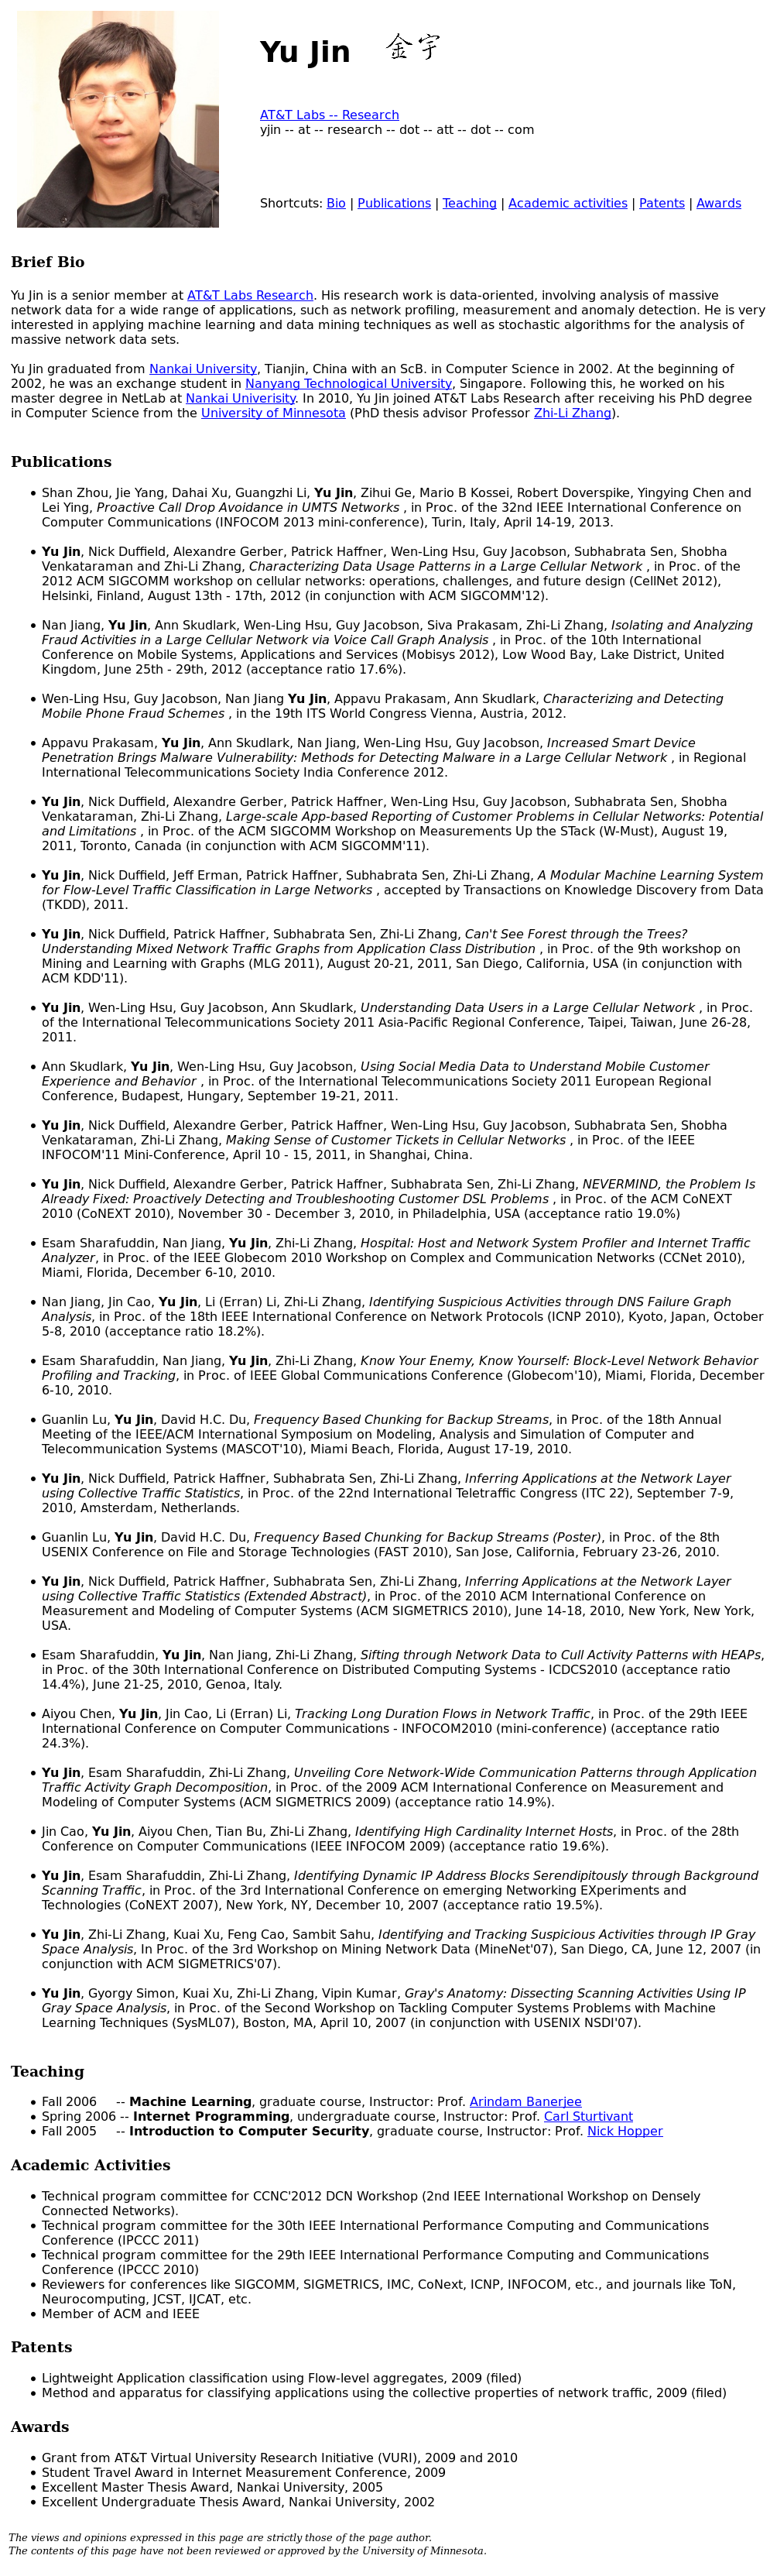 Yu Jin 金宇
AT&T Labs -- Research
yjin -- at -- research -- dot -- att -- dot -- com
Shortcuts: Bio | Publications | Teaching | Academic activities | Patents | Awards
Brief Bio
Yu Jin is a senior member at AT&T Labs Research. His research work is data-oriented, involving analysis of massive
network data for a wide range of applications, such as network profiling, measurement and anomaly detection. He is very
interested in applying machine learning and data mining techniques as well as stochastic algorithms for the analysis of
massive network data sets.
Yu Jin graduated from Nankai University, Tianjin, China with an ScB. in Computer Science in 2002. At the beginning of
2002, he was an exchange student in Nanyang Technological University, Singapore. Following this, he worked on his
master degree in NetLab at Nankai Univerisity. In 2010, Yu Jin joined AT&T Labs Research after receiving his PhD degree
in Computer Science from the University of Minnesota (PhD thesis advisor Professor Zhi-Li Zhang).
Publications
• Shan Zhou, Jie Yang, Dahai Xu, Guangzhi Li, Yu Jin, Zihui Ge, Mario B Kossei, Robert Doverspike, Yingying Chen and
Lei Ying, Proactive Call Drop Avoidance in UMTS Networks , in Proc. of the 32nd IEEE International Conference on
Computer Communications (INFOCOM 2013 mini-conference), Turin, Italy, April 14-19, 2013.
• Yu Jin, Nick Duffield, Alexandre Gerber, Patrick Haffner, Wen-Ling Hsu, Guy Jacobson, Subhabrata Sen, Shobha
Venkataraman and Zhi-Li Zhang, Characterizing Data Usage Patterns in a Large Cellular Network , in Proc. of the
2012 ACM SIGCOMM workshop on cellular networks: operations, challenges, and future design (CellNet 2012),
Helsinki, Finland, August 13th - 17th, 2012 (in conjunction with ACM SIGCOMM'12).
• Nan Jiang, Yu Jin, Ann Skudlark, Wen-Ling Hsu, Guy Jacobson, Siva Prakasam, Zhi-Li Zhang, Isolating and Analyzing
Fraud Activities in a Large Cellular Network via Voice Call Graph Analysis , in Proc. of the 10th International
Conference on Mobile Systems, Applications and Services (Mobisys 2012), Low Wood Bay, Lake District, United
Kingdom, June 25th - 29th, 2012 (acceptance ratio 17.6%).
• Wen-Ling Hsu, Guy Jacobson, Nan Jiang Yu Jin, Appavu Prakasam, Ann Skudlark, Characterizing and Detecting
Mobile Phone Fraud Schemes , in the 19th ITS World Congress Vienna, Austria, 2012.
• Appavu Prakasam, Yu Jin, Ann Skudlark, Nan Jiang, Wen-Ling Hsu, Guy Jacobson, Increased Smart Device
Penetration Brings Malware Vulnerability: Methods for Detecting Malware in a Large Cellular Network , in Regional
International Telecommunications Society India Conference 2012.
• Yu Jin, Nick Duffield, Alexandre Gerber, Patrick Haffner, Wen-Ling Hsu, Guy Jacobson, Subhabrata Sen, Shobha
Venkataraman, Zhi-Li Zhang, Large-scale App-based Reporting of Customer Problems in Cellular Networks: Potential
and Limitations , in Proc. of the ACM SIGCOMM Workshop on Measurements Up the STack (W-Must), August 19,
2011, Toronto, Canada (in conjunction with ACM SIGCOMM'11).
• Yu Jin, Nick Duffield, Jeff Erman, Patrick Haffner, Subhabrata Sen, Zhi-Li Zhang, A Modular Machine Learning System
for Flow-Level Traffic Classification in Large Networks , accepted by Transactions on Knowledge Discovery from Data
(TKDD), 2011.
• Yu Jin, Nick Duffield, Patrick Haffner, Subhabrata Sen, Zhi-Li Zhang, Can't See Forest through the Trees?
Understanding Mixed Network Traffic Graphs from Application Class Distribution , in Proc. of the 9th workshop on
Mining and Learning with Graphs (MLG 2011), August 20-21, 2011, San Diego, California, USA (in conjunction with
ACM KDD'11).
• Yu Jin, Wen-Ling Hsu, Guy Jacobson, Ann Skudlark, Understanding Data Users in a Large Cellular Network , in Proc.
of the International Telecommunications Society 2011 Asia-Pacific Regional Conference, Taipei, Taiwan, June 26-28,
2011.
• Ann Skudlark, Yu Jin, Wen-Ling Hsu, Guy Jacobson, Using Social Media Data to Understand Mobile Customer
Experience and Behavior , in Proc. of the International Telecommunications Society 2011 European Regional
Conference, Budapest, Hungary, September 19-21, 2011.
• Yu Jin, Nick Duffield, Alexandre Gerber, Patrick Haffner, Wen-Ling Hsu, Guy Jacobson, Subhabrata Sen, Shobha
Venkataraman, Zhi-Li Zhang, Making Sense of Customer Tickets in Cellular Networks , in Proc. of the IEEE
INFOCOM'11 Mini-Conference, April 10 - 15, 2011, in Shanghai, China.
• Yu Jin, Nick Duffield, Alexandre Gerber, Patrick Haffner, Subhabrata Sen, Zhi-Li Zhang, NEVERMIND, the Problem Is
Already Fixed: Proactively Detecting and Troubleshooting Customer DSL Problems , in Proc. of the ACM CoNEXT
2010 (CoNEXT 2010), November 30 - December 3, 2010, in Philadelphia, USA (acceptance ratio 19.0%)
• Esam Sharafuddin, Nan Jiang, Yu Jin, Zhi-Li Zhang, Hospital: Host and Network System Profiler and Internet Traffic
Analyzer, in Proc. of the IEEE Globecom 2010 Workshop on Complex and Communication Networks (CCNet 2010),
Miami, Florida, December 6-10, 2010.
• Nan Jiang, Jin Cao, Yu Jin, Li (Erran) Li, Zhi-Li Zhang, Identifying Suspicious Activities through DNS Failure Graph
Analysis, in Proc. of the 18th IEEE International Conference on Network Protocols (ICNP 2010), Kyoto, Japan, October
5-8, 2010 (acceptance ratio 18.2%).
• Esam Sharafuddin, Nan Jiang, Yu Jin, Zhi-Li Zhang, Know Your Enemy, Know Yourself: Block-Level Network Behavior
Profiling and Tracking, in Proc. of IEEE Global Communications Conference (Globecom'10), Miami, Florida, December
6-10, 2010.
• Guanlin Lu, Yu Jin, David H.C. Du, Frequency Based Chunking for Backup Streams, in Proc. of the 18th Annual
Meeting of the IEEE/ACM International Symposium on Modeling, Analysis and Simulation of Computer and
Telecommunication Systems (MASCOT'10), Miami Beach, Florida, August 17-19, 2010.
• Yu Jin, Nick Duffield, Patrick Haffner, Subhabrata Sen, Zhi-Li Zhang, Inferring Applications at the Network Layer
using Collective Traffic Statistics, in Proc. of the 22nd International Teletraffic Congress (ITC 22), September 7-9,
2010, Amsterdam, Netherlands.
• Guanlin Lu, Yu Jin, David H.C. Du, Frequency Based Chunking for Backup Streams (Poster), in Proc. of the 8th
USENIX Conference on File and Storage Technologies (FAST 2010), San Jose, California, February 23-26, 2010.
• Yu Jin, Nick Duffield, Patrick Haffner, Subhabrata Sen, Zhi-Li Zhang, Inferring Applications at the Network Layer
using Collective Traffic Statistics (Extended Abstract), in Proc. of the 2010 ACM International Conference on
Measurement and Modeling of Computer Systems (ACM SIGMETRICS 2010), June 14-18, 2010, New York, New York,
USA.
• Esam Sharafuddin, Yu Jin, Nan Jiang, Zhi-Li Zhang, Sifting through Network Data to Cull Activity Patterns with HEAPs,
in Proc. of the 30th International Conference on Distributed Computing Systems - ICDCS2010 (acceptance ratio
14.4%), June 21-25, 2010, Genoa, Italy.
• Aiyou Chen, Yu Jin, Jin Cao, Li (Erran) Li, Tracking Long Duration Flows in Network Traffic, in Proc. of the 29th IEEE
International Conference on Computer Communications - INFOCOM2010 (mini-conference) (acceptance ratio
24.3%).
• Yu Jin, Esam Sharafuddin, Zhi-Li Zhang, Unveiling Core Network-Wide Communication Patterns through Application
Traffic Activity Graph Decomposition, in Proc. of the 2009 ACM International Conference on Measurement and
Modeling of Computer Systems (ACM SIGMETRICS 2009) (acceptance ratio 14.9%).
• Jin Cao, Yu Jin, Aiyou Chen, Tian Bu, Zhi-Li Zhang, Identifying High Cardinality Internet Hosts, in Proc. of the 28th
Conference on Computer Communications (IEEE INFOCOM 2009) (acceptance ratio 19.6%).
• Yu Jin, Esam Sharafuddin, Zhi-Li Zhang, Identifying Dynamic IP Address Blocks Serendipitously through Background
Scanning Traffic, in Proc. of the 3rd International Conference on emerging Networking EXperiments and
Technologies (CoNEXT 2007), New York, NY, December 10, 2007 (acceptance ratio 19.5%).
• Yu Jin, Zhi-Li Zhang, Kuai Xu, Feng Cao, Sambit Sahu, Identifying and Tracking Suspicious Activities through IP Gray
Space Analysis, In Proc. of the 3rd Workshop on Mining Network Data (MineNet'07), San Diego, CA, June 12, 2007 (in
conjunction with ACM SIGMETRICS'07).
• Yu Jin, Gyorgy Simon, Kuai Xu, Zhi-Li Zhang, Vipin Kumar, Gray's Anatomy: Dissecting Scanning Activities Using IP
Gray Space Analysis, in Proc. of the Second Workshop on Tackling Computer Systems Problems with Machine
Learning Techniques (SysML07), Boston, MA, April 10, 2007 (in conjunction with USENIX NSDI'07).
Teaching
• Fall 2006 -- Machine Learning, graduate course, Instructor: Prof. Arindam Banerjee
• Spring 2006 -- Internet Programming, undergraduate course, Instructor: Prof. Carl Sturtivant
• Fall 2005 -- Introduction to Computer Security, graduate course, Instructor: Prof. Nick Hopper
Academic Activities
• Technical program committee for CCNC'2012 DCN Workshop (2nd IEEE International Workshop on Densely
Connected Networks).
• Technical program committee for the 30th IEEE International Performance Computing and Communications
Conference (IPCCC 2011)
• Technical program committee for the 29th IEEE International Performance Computing and Communications
Conference (IPCCC 2010)
• Reviewers for conferences like SIGCOMM, SIGMETRICS, IMC, CoNext, ICNP, INFOCOM, etc., and journals like ToN,
Neurocomputing, JCST, IJCAT, etc.
• Member of ACM and IEEE
Patents
• Lightweight Application classification using Flow-level aggregates, 2009 (filed)
• Method and apparatus for classifying applications using the collective properties of network traffic, 2009 (filed)
Awards
• Grant from AT&T Virtual University Research Initiative (VURI), 2009 and 2010
• Student Travel Award in Internet Measurement Conference, 2009
• Excellent Master Thesis Award, Nankai University, 2005
• Excellent Undergraduate Thesis Award, Nankai University, 2002
The views and opinions expressed in this page are strictly those of the page author.
The contents of this page have not been reviewed or approved by the University of Minnesota.